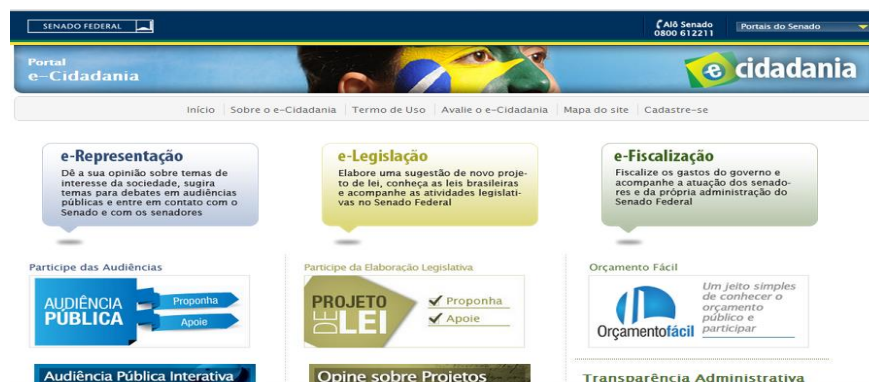 SENADO FEDERAL
Alô Senado
0800 612211
Portais do Senado
Portal
e-Cidadania
e cidadania
Início
Sobre o e-Cidadania
Termo de Uso
Avalie o e-Cidadania
Mapa do site
Cadastre-se
e-Representação
Dê a sua opinião sobre temas de
interesse da sociedade, sugira
temas para debates em audiências
públicas e entre em contato com o
Senado e com os senadores
e-Legislação
Elabore uma sugestão de novo proje-
to de lei, conheça as leis brasileiras
e acompanhe as atividades legislati-
vas no Senado Federal
e-Fiscalização
Fiscalize os gastos do governo e
acompanhe a atuação dos senado-
res e da própria administração do
Senado Federal
Participe das Audiências
AUDIÊNCIA
PÚBLICA
Proponha
Apoie
Participe da Elaboração Legislativa
PROJETO
DE LEI
Proponha
Apoie
Orçamento Fácil
Orçamentofácil
Um jeito simples
de conhecer o
orçamento
público e
participar
Audiência Pública Interativa
Opine sobre Projetos
Transparência Administrativa